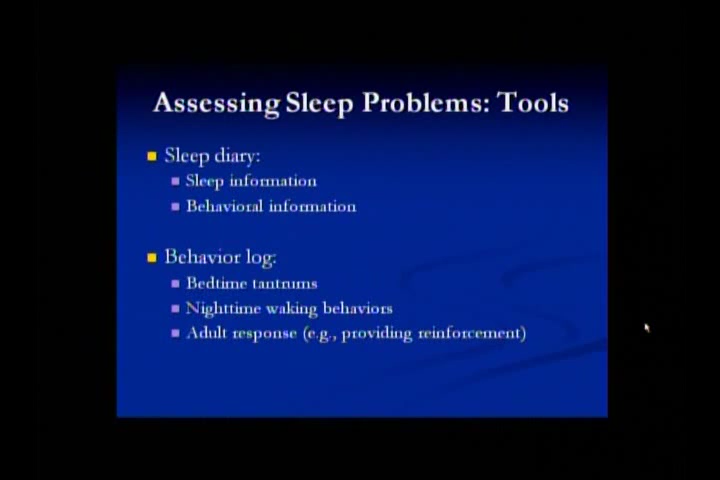 Assessing Sleep Problems: Tools
Sleep diary:
Sleep information
Behavioral information
Behavior log:
Bedtime tantrums
Nighttime waking behaviors
Adult response (e.g., providing reinforcement)